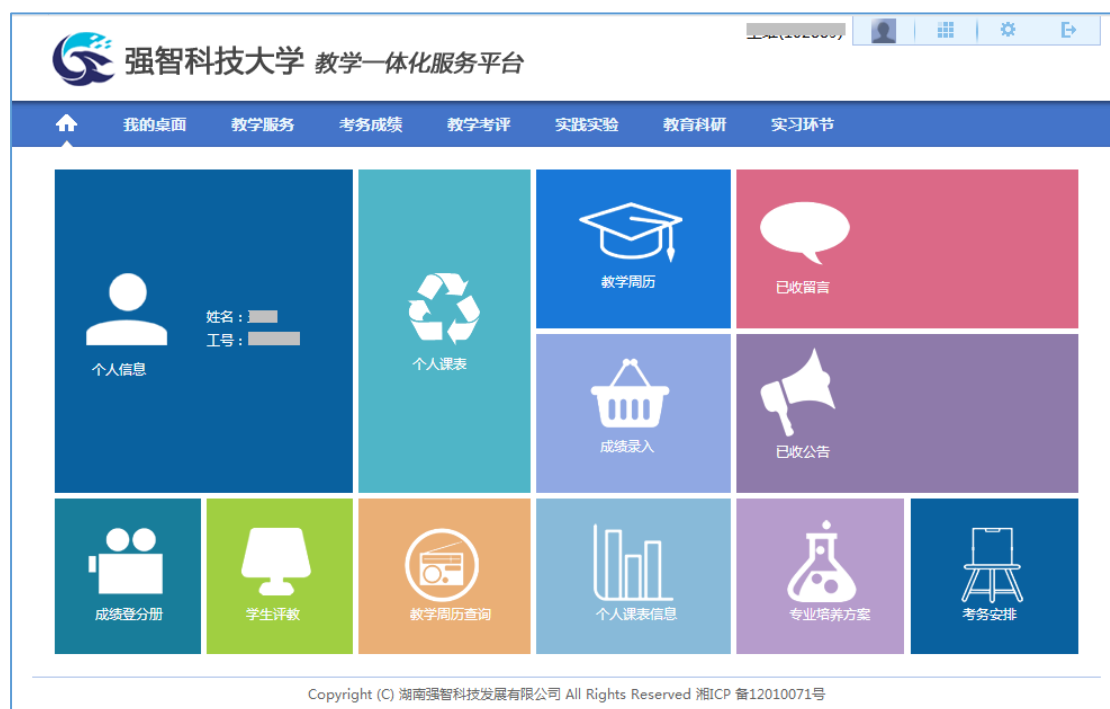 强智科技大学 教学一体化服务平台
我的桌面 教学服务 考务成绩 教学考评 实践实验 教育科研 实习环节
姓名：
工号：
个人信息
个人课表
教学周历
已收留言
成绩录入
已收公告
成绩登分册
学生评教
教学周历查询
个人课表信息
专业培养方案
考务安排
Copyright (C) 湖南强智科技发展有限公司 All Rights Reserved 湘ICP 备12010071号